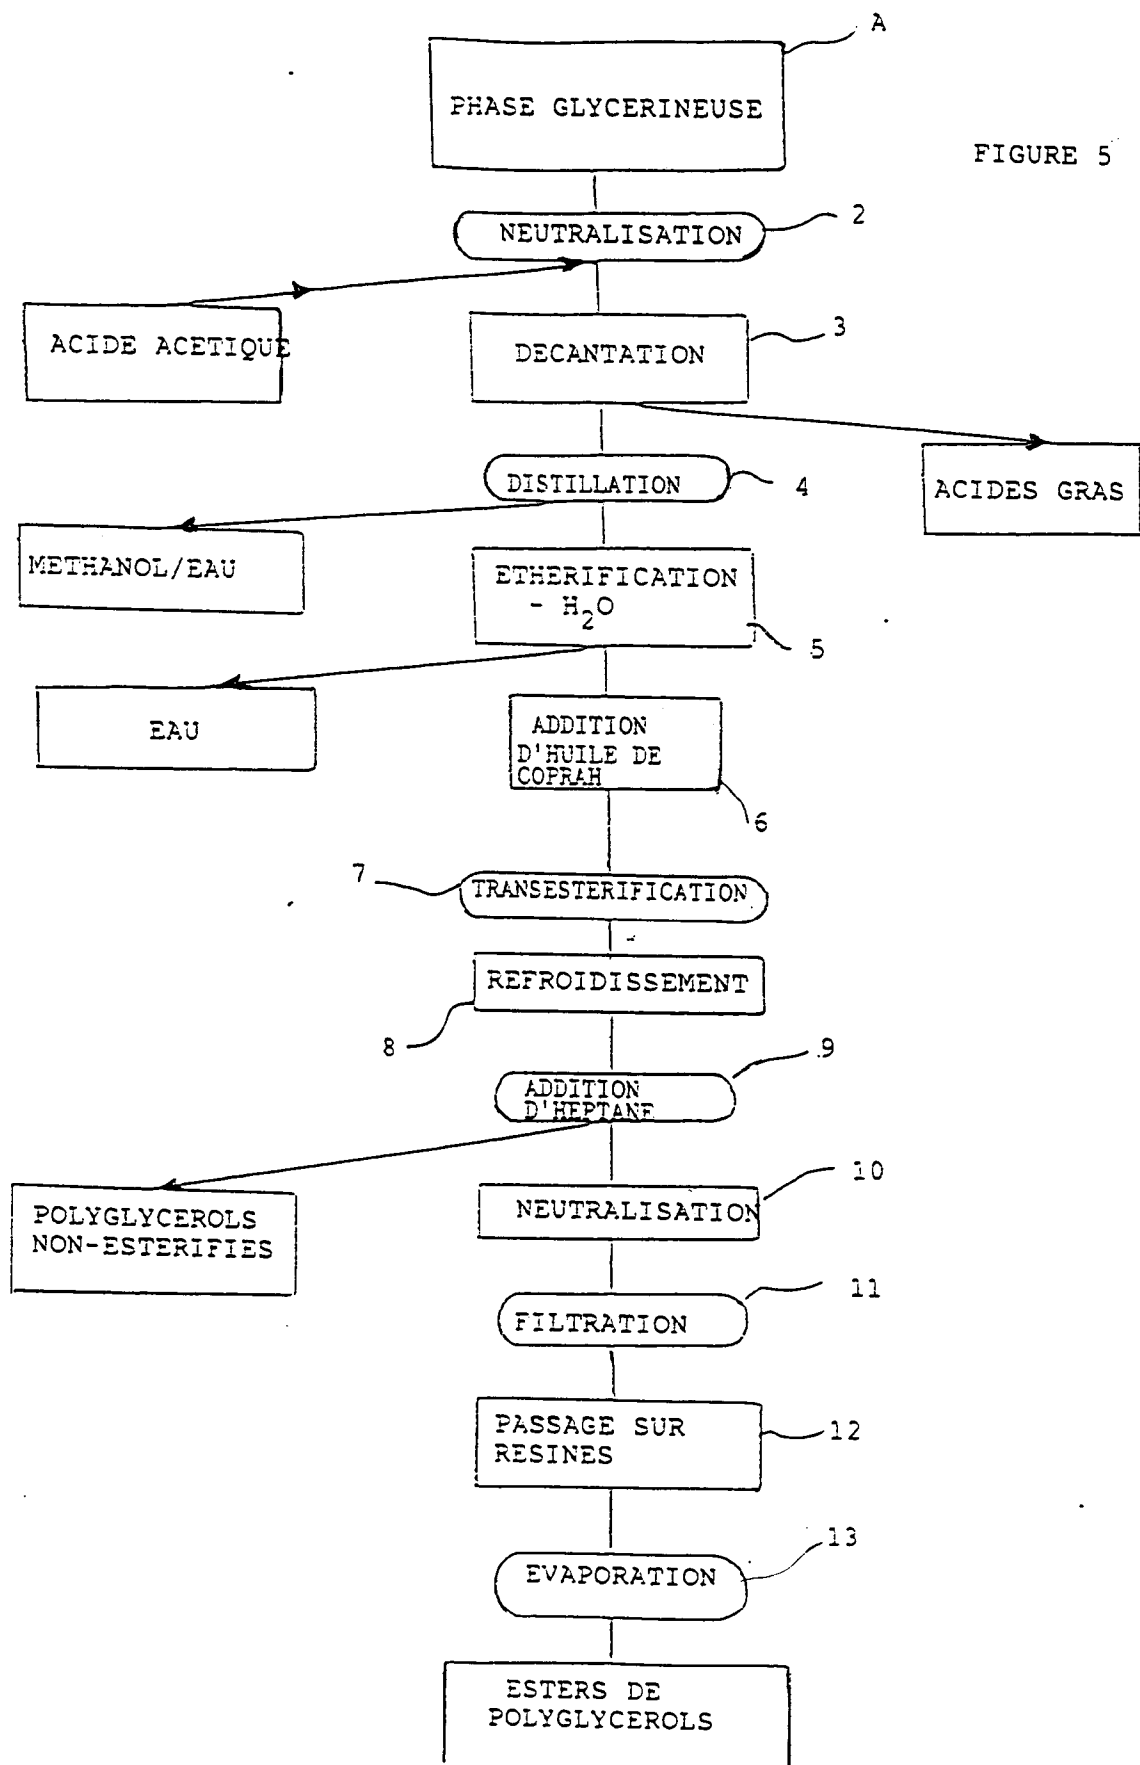 A
PHASE GLYCERINEUSE
FIGURE 5
2
NEUTRALISATION
3
ACIDE ACETIQUE
DECANTATION
DISTILLATION
4
ACIDES GRAS
METHANOL/EAU
ETHERIFICATION
- H2O
5
EAU
ADDITION
D'HUILE DE
COPRAH
6
7
TRANSESTERIFICATION
REFROIDISSEMENT
8
9
ADDITION
D'HEPTANE
10
POLYGLYCEROLS
NON-ESTERIFIES
NEUTRALISATION
11
FILTRATION
PASSAGE SUR
RESINES
12
13
EVAPORATION
ESTERS DE
POLYGLYCEROLS